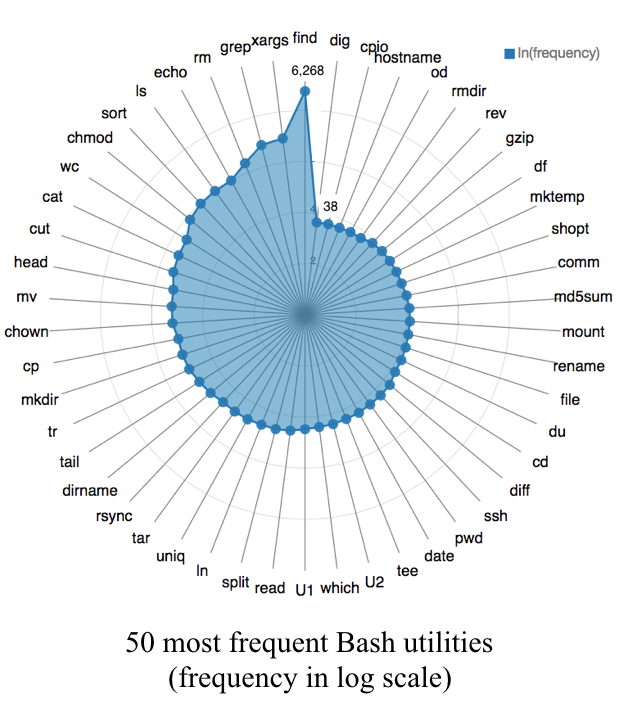 ln(frequency)
find
dig
cpio
hostname
od
rmdir
rev
gzip
df
mktemp
shopt
comm
md5sum
mount
rename
file
du
cd
diff
ssh
pwd
date
tee
U2
which
U1
read
split
ln
uniq
tar
rsync
dirname
tail
tr
mkdir
cp
chown
mv
head
cut
cat
wc
chmod
sort
ls
echo
rm
grep
xargs
6,268
38
4
2
50 most frequent Bash utilities
(frequency in log scale)